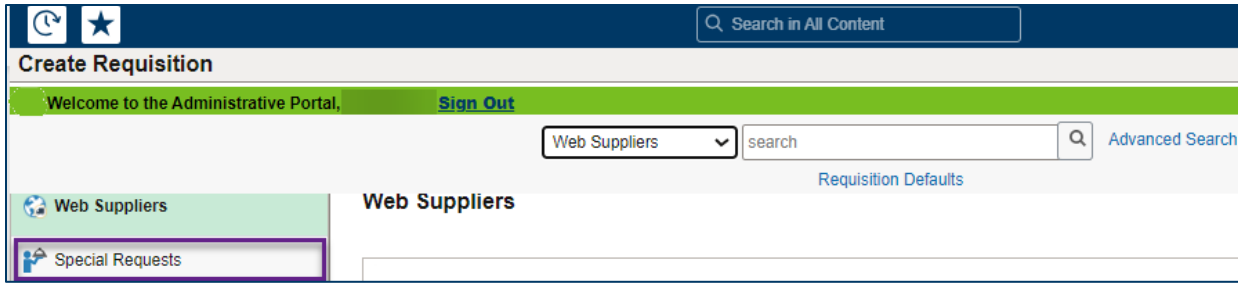 Search in All Content
Create Requisition
Welcome to the Administrative Portal, Sign Out
Web Suppliers search Advanced Search
Requisition Defaults
Web Suppliers Web Suppliers
Special Requests